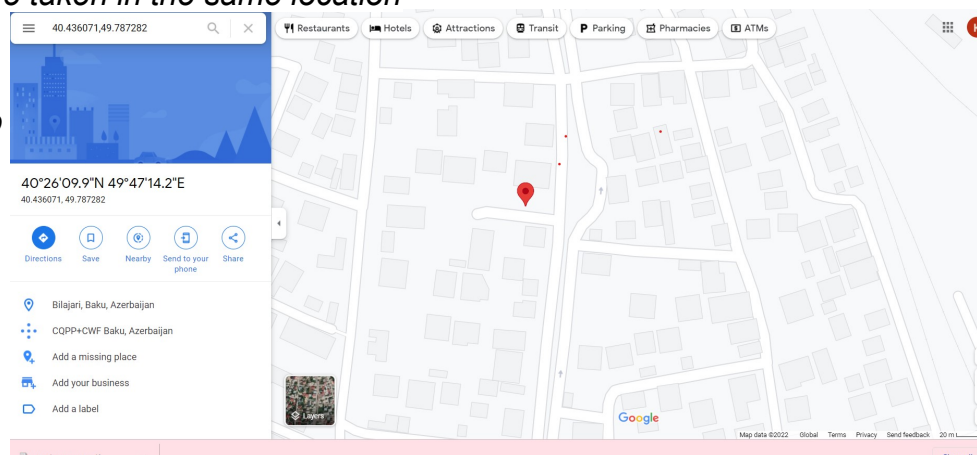 taken in the same location
40.436071,49.787282
Restaurants
Hotels
Attractions
Transit
P Parking
Pharmacies
ATMs
40°26'09.9"N 49°47'14.2"E
40.436071, 49.787282
Directions
Save
Nearby
Send to your
phone
Share
Bilajari, Baku, Azerbaijan
CQPP+CWF Baku, Azerbaijan
Add a missing place
Add your business
Add a label
Layers
Google
Map data ©2022 Global Terms Privacy Send feedback 20 m